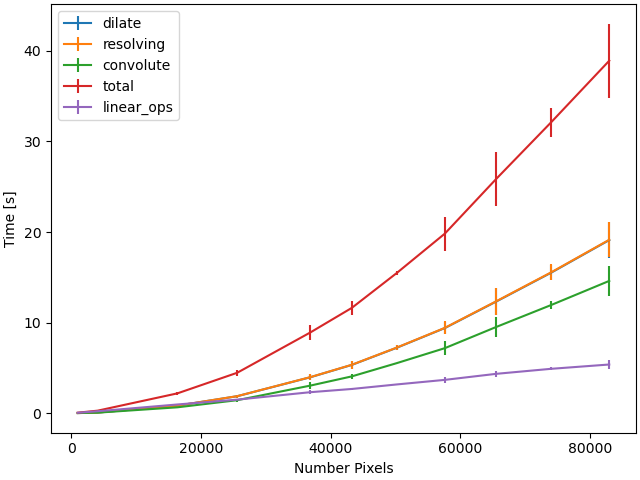 dilate
resolving
convolute
total
linear_ops
40
30
20
10
0
Time [s]
0 20000 40000 60000 80000
Number Pixels